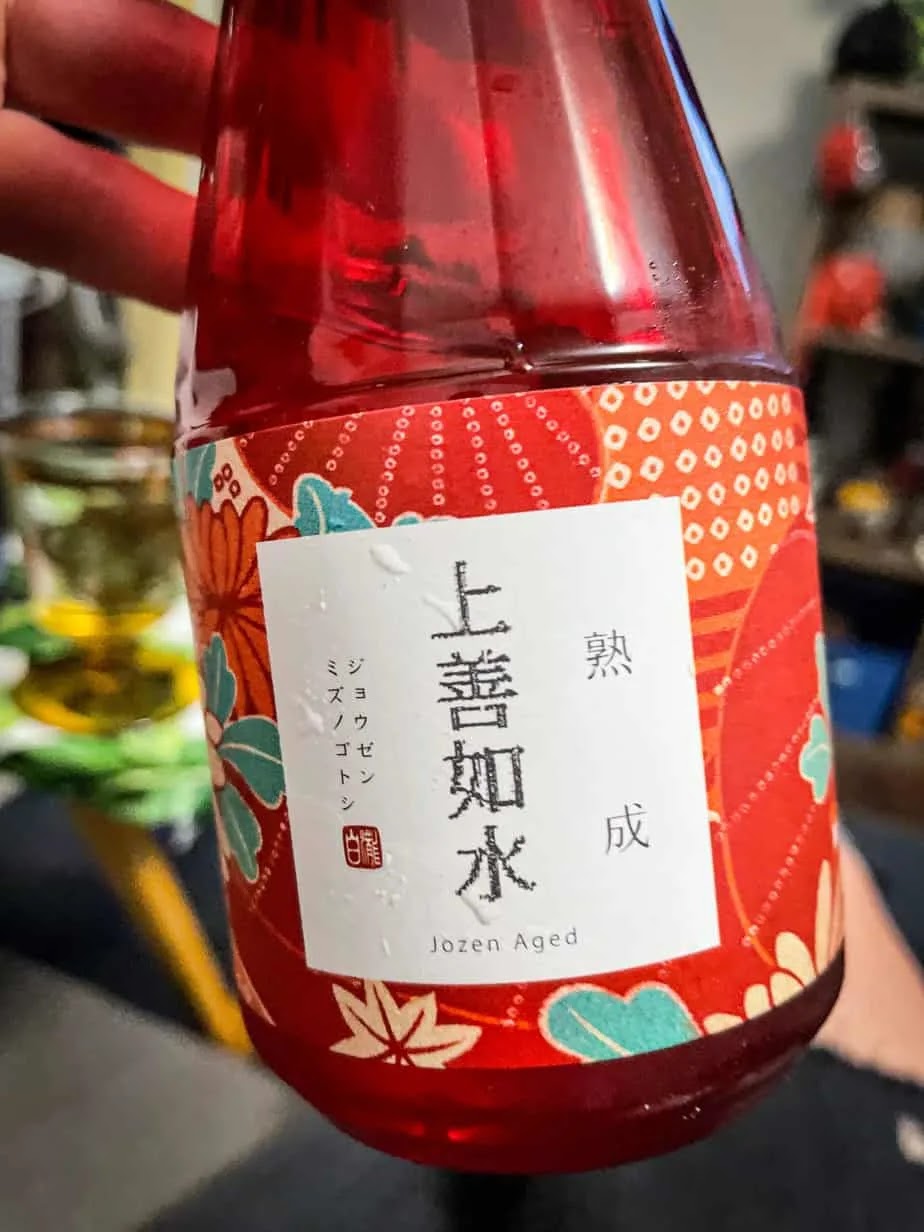 熟成
上善如水
ジョウゼン
ミズノゴトシ
白瀧
Jozen Aged